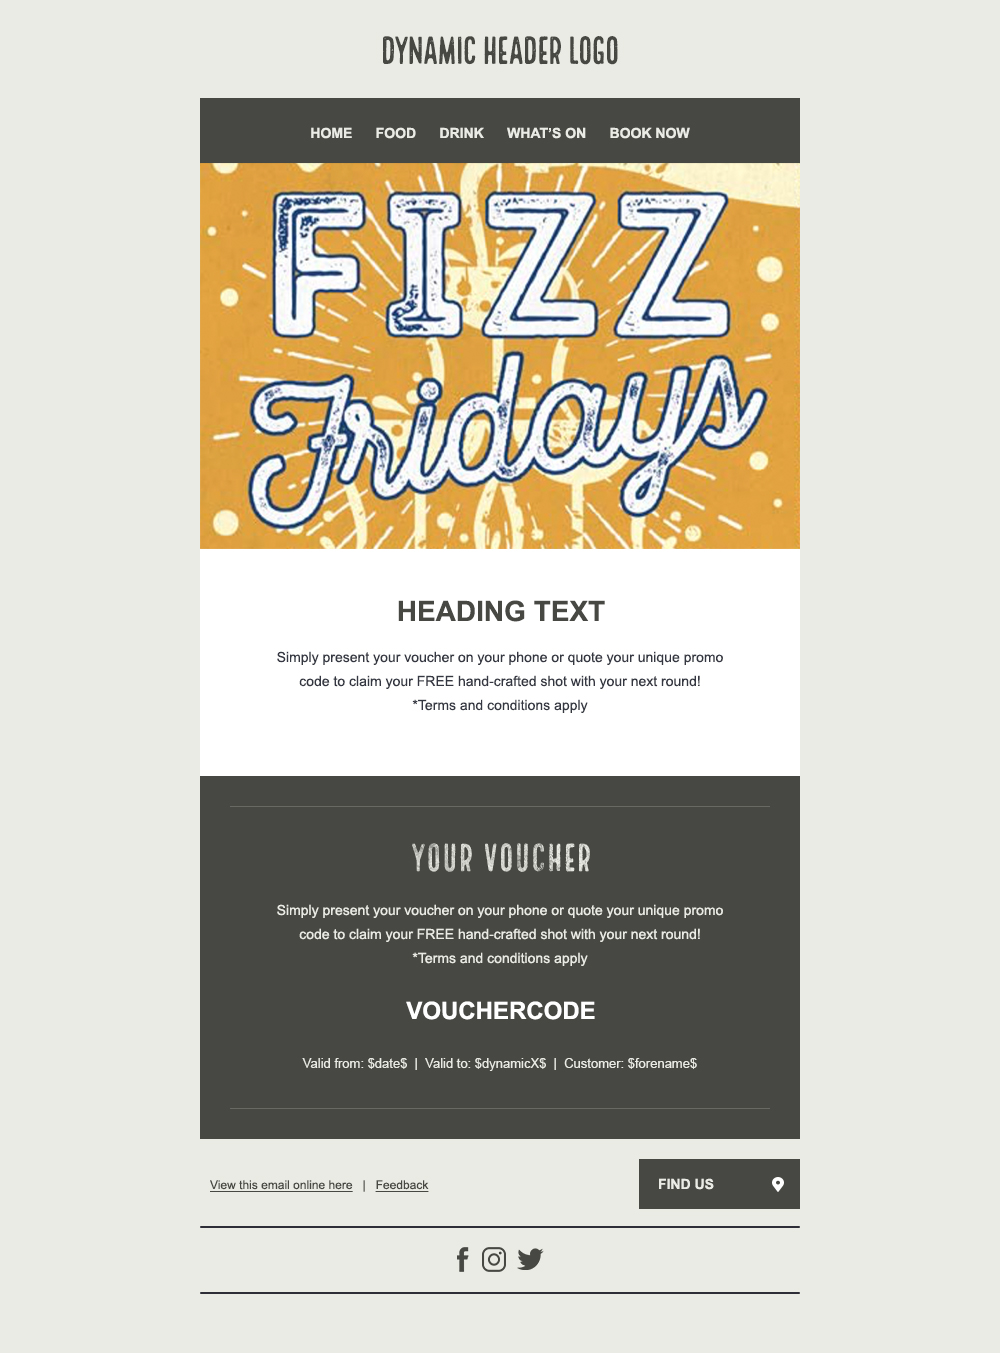 DYNAMIC HEADER LOGO
HOME FOOD DRINK WHAT'S ON BOOK NOW
FIZZ
Fridays
HEADING TEXT
Simply present your voucher on your phone or quote your unique promo
code to claim your FREE hand-crafted shot with your next round!
*Terms and conditions apply
YOUR VOUCHER
Simply present your voucher on your phone or quote your unique promo
code to claim your FREE hand-crafted shot with your next round!
*Terms and conditions apply
VOUCHERCODE
Valid from: $date$ | Valid to: $dynamicX$ | Customer: $forename$
View this email online here | Feedback
FIND US